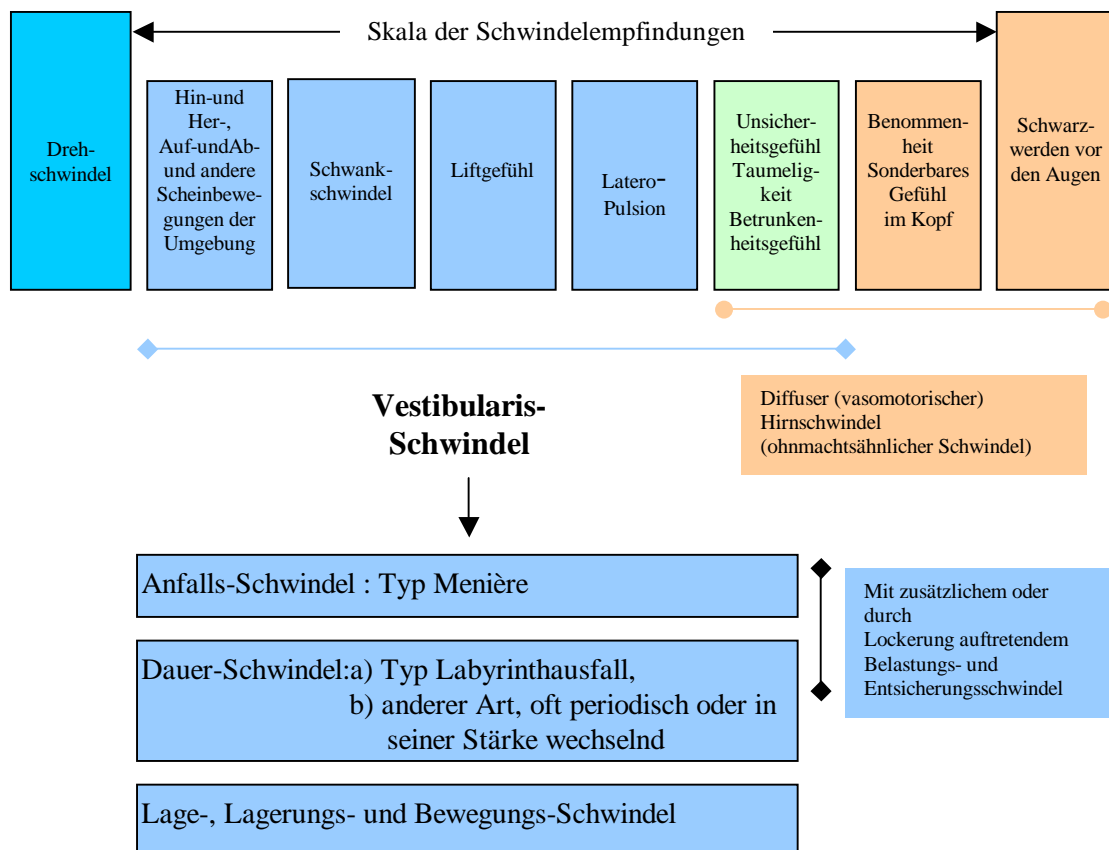 Skala der Schwindelempfindungen
Dreh-
schwindel
Hin-und
Her-,
Auf-undAb-
und andere
Scheinbewe-
gungen der
Umgebung
Schwank-
schwindel
Liftgefühl
Latero-
Pulsion
Unsicher-
heitsgefühl
Taumelig-
keit
Betrunken-
heitsgefühl
Benommen-
heit
Sonderbares
Gefühl
im Kopf
Schwarz-
werden vor
den Augen
Vestibularis-
Schwindel
Diffuser (vasomotorischer)
Hirnschwindel
(ohnmachtsähnlicher Schwindel)
Anfalls-Schwindel : Typ Menière
Dauer-Schwindel:a) Typ Labyrinthausfall,
b) anderer Art, oft periodisch oder in
seiner Stärke wechselnd
Mit zusätzlichem oder
durch
Lockerung auftretendem
Belastungs- und
Entsicherungsschwindel
Lage-, Lagerungs- und Bewegungs-Schwindel